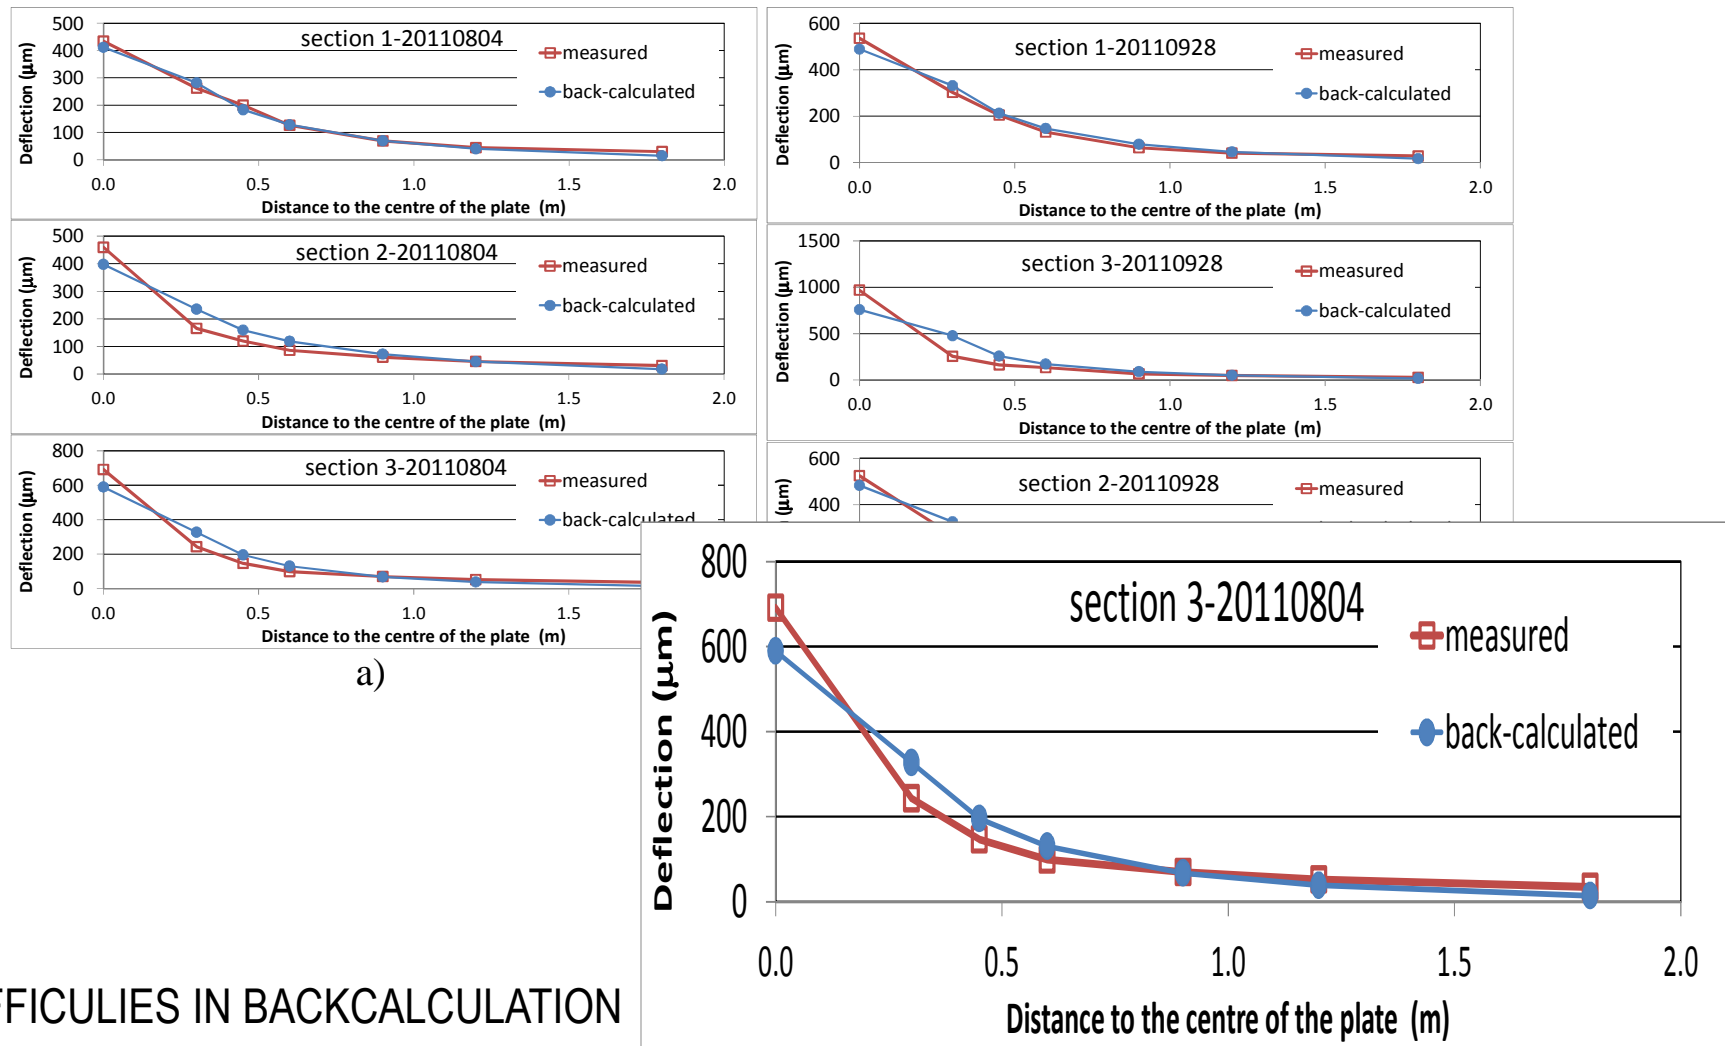 section 1-20110804
measured
back-calculated
Deflection (µm)
500
400
300
200
100
0
0.0 0.5 1.0 1.5 2.0
Distance to the centre of the plate (m)
section 2-20110804
measured
back-calculated
Deflection (µm)
500
400
300
200
100
0
0.0 0.5 1.0 1.5 2.0
Distance to the centre of the plate (m)
section 3-20110804
measured
back-calculated
Deflection (µm)
800
600
400
200
0
0.0 0.5 1.0 1.5
Distance to the centre of the plate (m)
a)
section 1-20110928
measured
back-calculated
Deflection (µm)
600
400
200
0
0.0 0.5 1.0 1.5 2.0
Distance to the centre of the plate (m)
section 3-20110928
measured
back-calculated
Deflection (µm)
1500
1000
500
0
0.0 0.5 1.0 1.5 2.0
Distance to the centre of the plate (m)
section 2-20110928
measured
(µm)
600
400
section 3-20110804
measured
back-calculated
Deflection (µm)
800
600
400
200
0
0.0 0.5 1.0 1.5 2.0
Distance to the centre of the plate (m)
FFICULIES IN BACKCALCULATION